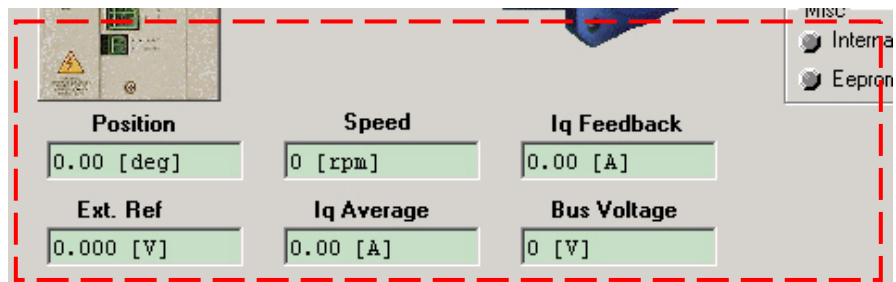 Misc
Interna
Eeprom
Position Speed Iq Feedback
0.00 [deg] 0 [rpm] 0.00 [A]
Ext. Ref Iq Average Bus Voltage
0.000 [V] 0.00 [A] 0 [V]